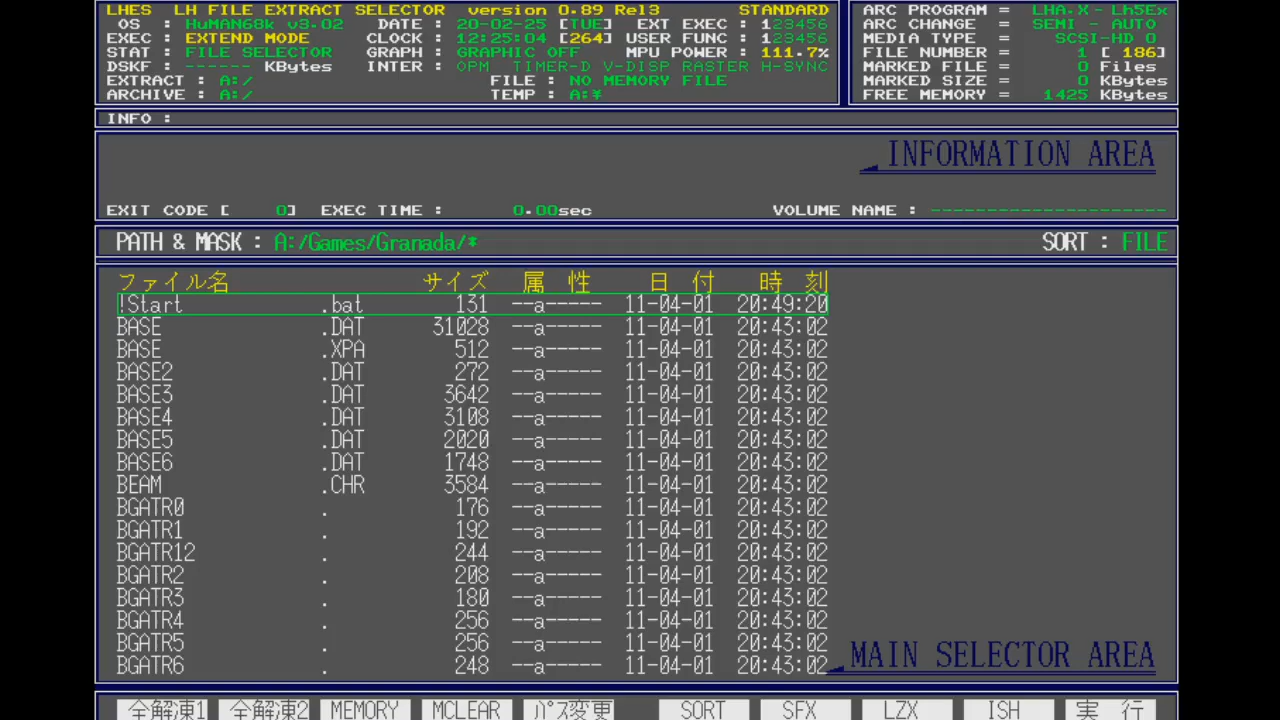 LHES LH FILE EXTRACT SELECTOR version 0.89 Rel3 STANDARD
OS : HuMAN68k v3.02 DATE : 20-02-25 [TUE] EXT EXEC : 123456
EXEC : EXTEND MODE CLOCK : 12:25:04 [264] USER FUNC : 123456
STAT : FILE SELECTOR GRAPH : GRAPHIC OFF MPU POWER : 111.7%
DSKF : ------ KBytes INTER : OPM TIMER-D V-DISP RASTER H-SYNC
EXTRACT : A:/ FILE : NO MEMORY FILE
ARCHIVE : A:/ TEMP : A:¥
ARC PROGRAM = LHA.X - Lh5Ex
ARC CHANGE = SEMI - AUTO
MEDIA TYPE = SCSI-HD 0
FILE NUMBER = 1 [ 186]
MARKED FILE = 0 Files
MARKED SIZE = 0 KBytes
FREE MEMORY = 1425 KBytes
INFO :
INFORMATION AREA
EXIT CODE [ 0] EXEC TIME : 0.00sec VOLUME NAME : ---------------------
PATH & MASK : A:/Games/Granada/* SORT : FILE
ファイル名 サイズ 属 性 日 付 時 刻
!Start .bat 131 --a----- 11-04-01 20:49:20
BASE .DAT 31028 --a----- 11-04-01 20:43:02
BASE .XPA 512 --a----- 11-04-01 20:43:02
BASE2 .DAT 272 --a----- 11-04-01 20:43:02
BASE3 .DAT 3642 --a----- 11-04-01 20:43:02
BASE4 .DAT 3108 --a----- 11-04-01 20:43:02
BASE5 .DAT 2020 --a----- 11-04-01 20:43:02
BASE6 .DAT 1748 --a----- 11-04-01 20:43:02
BEAM .CHR 3584 --a----- 11-04-01 20:43:02
BGATR0 . 176 --a----- 11-04-01 20:43:02
BGATR1 . 192 --a----- 11-04-01 20:43:02
BGATR12 . 244 --a----- 11-04-01 20:43:02
BGATR2 . 208 --a----- 11-04-01 20:43:02
BGATR3 . 180 --a----- 11-04-01 20:43:02
BGATR4 . 256 --a----- 11-04-01 20:43:02
BGATR5 . 256 --a----- 11-04-01 20:43:02
BGATR6 . 248 --a----- 11-04-01 20:43:02
MAIN SELECTOR AREA
全解凍1 全解凍2 MEMORY MCLEAR パス変更 SORT SFX LZX ISH 実 行